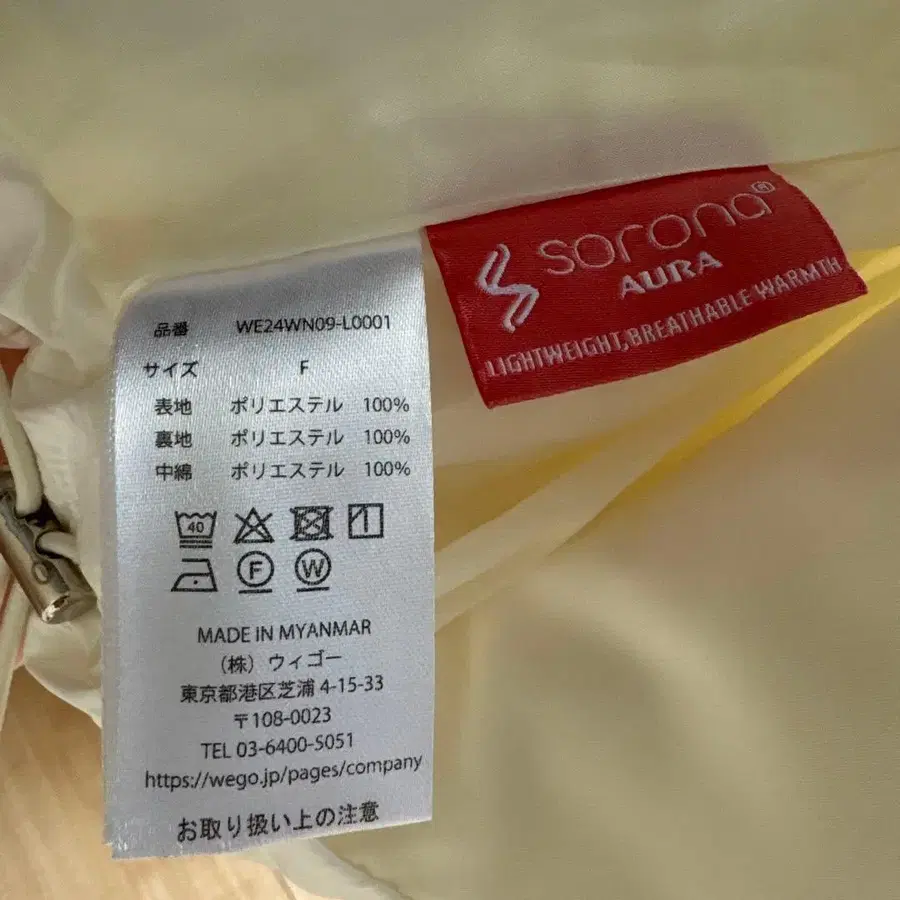 品番 WE24WN09-L0001
サイズ F
表地 ポリエステル 100%
裏地 ポリエステル 100%
中綿 ポリエステル 100%
40
F W
MADE IN MYANMAR
（株）ウィゴー
東京都港区芝浦 4-15-33
〒108-0023
TEL 03-6400-5051
https://wego.jp/pages/company
お取り扱い上の注意
sorona®
AURA
LIGHTWEIGHT, BREATHABLE WARMTH